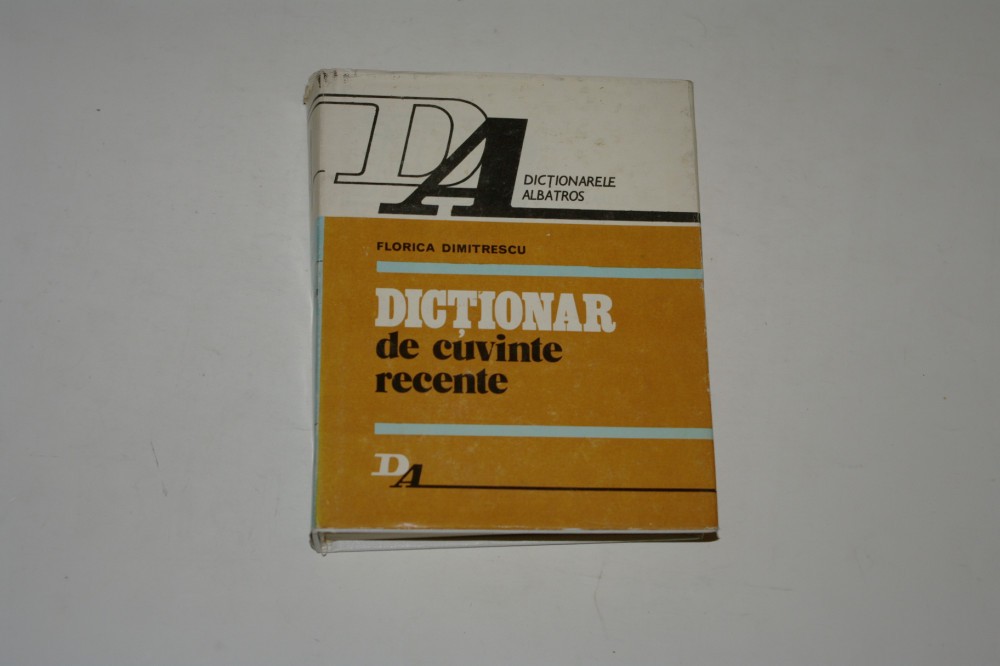 DA
DICȚIONARELE
ALBATROS
FLORICA DIMITRESCU
DICȚIONAR
de cuvinte
recente
DA